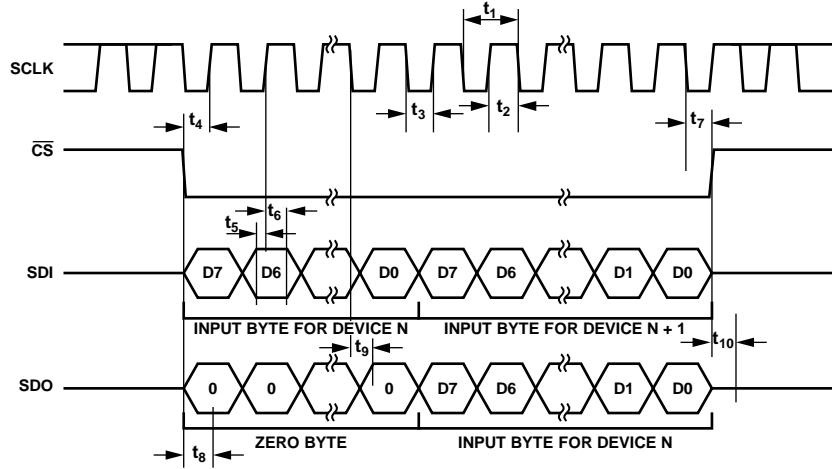 t1
SCLK
t4
t3
t2
t7
CS
t6
t5
SDI
D7
D6
D0
D7
D6
D1
D0
INPUT BYTE FOR DEVICE N
INPUT BYTE FOR DEVICE N + 1
t9
t10
SDO
0
0
0
D7
D6
D1
D0
ZERO BYTE
INPUT BYTE FOR DEVICE N
t8